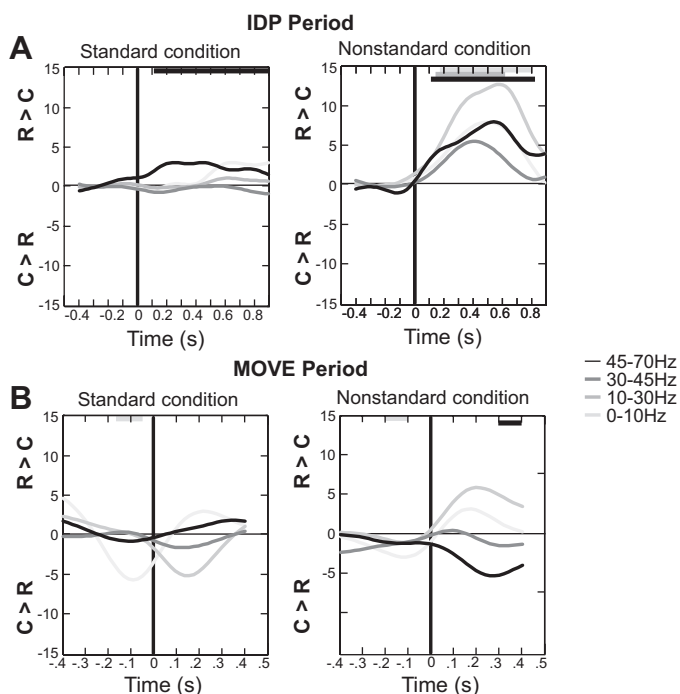 IDP Period
A
Standard condition
Nonstandard condition
R > C
C > R
15
10
5
0
-5
-10
-15
-0.4 -0.2 0 0.2 0.4 0.6 0.8
Time (s)
R > C
C > R
15
10
5
0
-5
-10
-15
-0.4 -0.2 0 0.2 0.4 0.6 0.8
Time (s)
MOVE Period
B
Standard condition
Nonstandard condition
R > C
C > R
15
10
5
0
-5
-10
-15
-.4 -.3 -.2 -.1 0 .1 .2 .3 .4 .5
Time (s)
R > C
C > R
15
10
5
0
-5
-15
-.4 -.3 -.2 -.1 0 .1 .2 .3 .4 .5
Time (s)
45-70Hz
30-45Hz
10-30Hz
0-10Hz